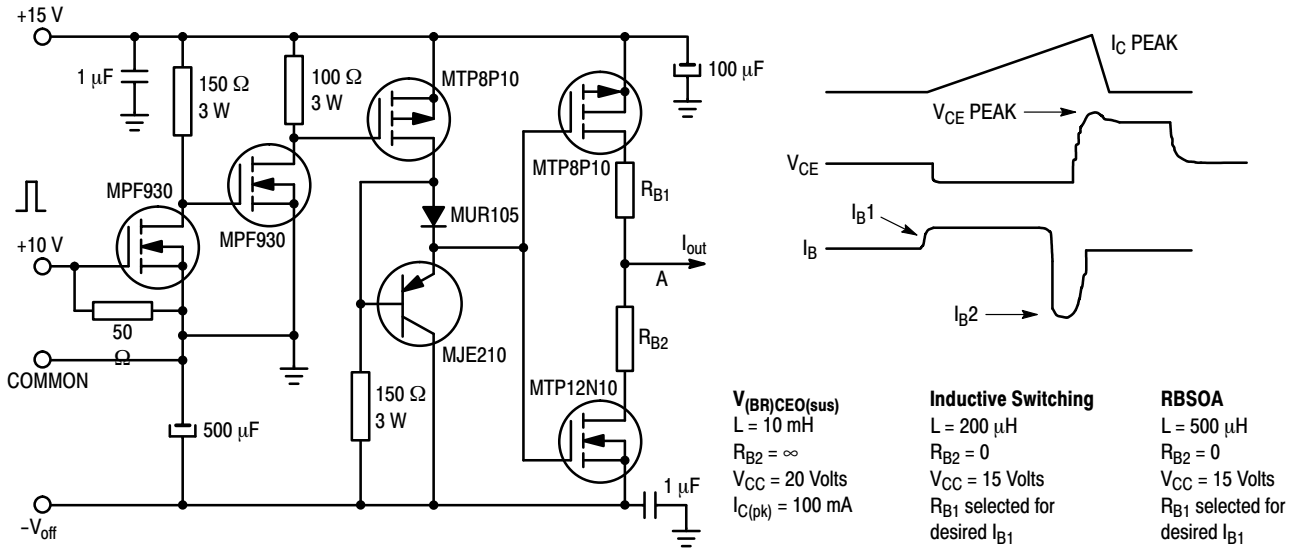 +15 V
1 μF
150 Ω
3 W
100 Ω
3 W
MTP8P10
100 μF
MTP8P10
R_B1
MPF930
MPF930
MUR105
+10 V
I_out
A
50
Ω
R_B2
COMMON
MJE210
150 Ω
3 W
MTP12N10
500 μF
1 μF
−V_off
I_C PEAK
V_CE PEAK
V_CE
I_B1
I_B
I_B2
V_(BR)CEO(sus)
L = 10 mH
R_B2 = ∞
V_CC = 20 Volts
I_C(pk) = 100 mA
Inductive Switching
L = 200 μH
R_B2 = 0
V_CC = 15 Volts
R_B1 selected for
desired I_B1
RBSOA
L = 500 μH
R_B2 = 0
V_CC = 15 Volts
R_B1 selected for
desired I_B1